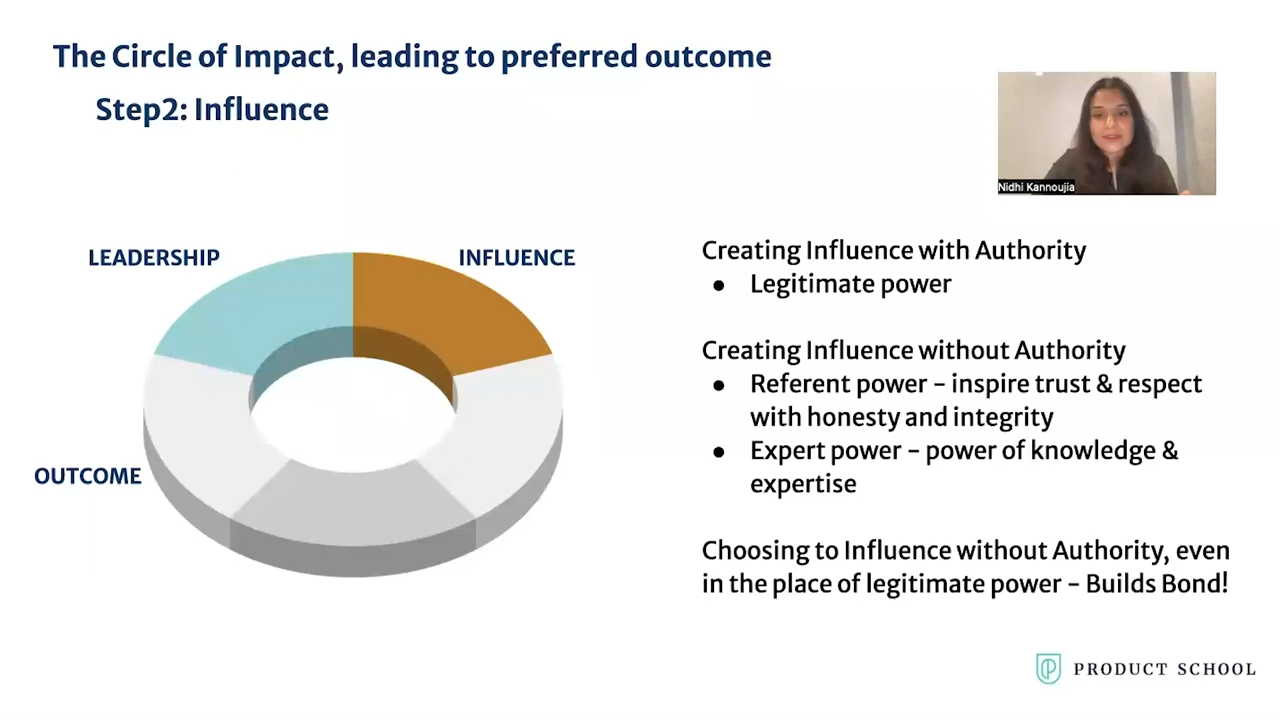 The Circle of Impact, leading to preferred outcome
Step2: Influence
Nidhi Kannoujia
LEADERSHIP
INFLUENCE
OUTCOME
Creating Influence with Authority
● Legitimate power
Creating Influence without Authority
● Referent power – inspire trust & respect
with honesty and integrity
● Expert power – power of knowledge &
expertise
Choosing to Influence without Authority, even
in the place of legitimate power – Builds Bond!
PRODUCT SCHOOL